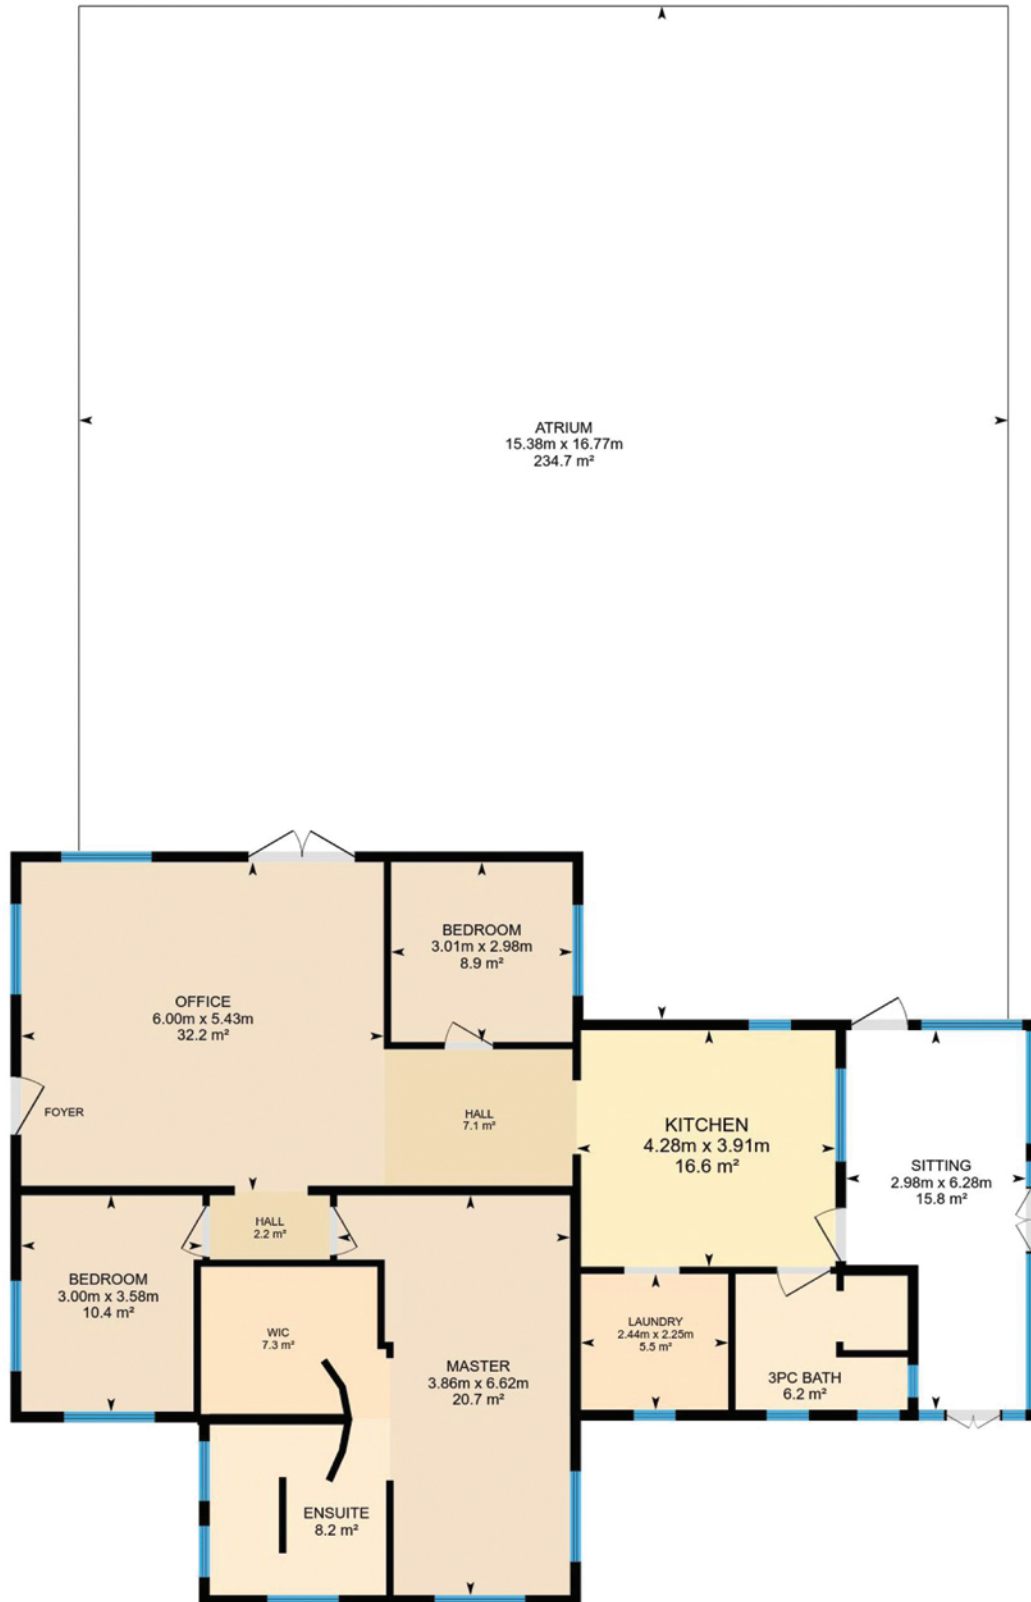 ATRIUM
15.38m x 16.77m
234.7 m²
BEDROOM
3.01m x 2.98m
8.9 m²
OFFICE
6.00m x 5.43m
32.2 m²
FOYER
HALL
7.1 m²
KITCHEN
4.28m x 3.91m
16.6 m²
SITTING
2.98m x 6.28m
15.8 m²
HALL
2.2 m²
BEDROOM
3.00m x 3.58m
10.4 m²
WIC
7.3 m²
MASTER
3.86m x 6.62m
20.7 m²
LAUNDRY
2.44m x 2.25m
5.5 m²
3PC BATH
6.2 m²
ENSUITE
8.2 m²